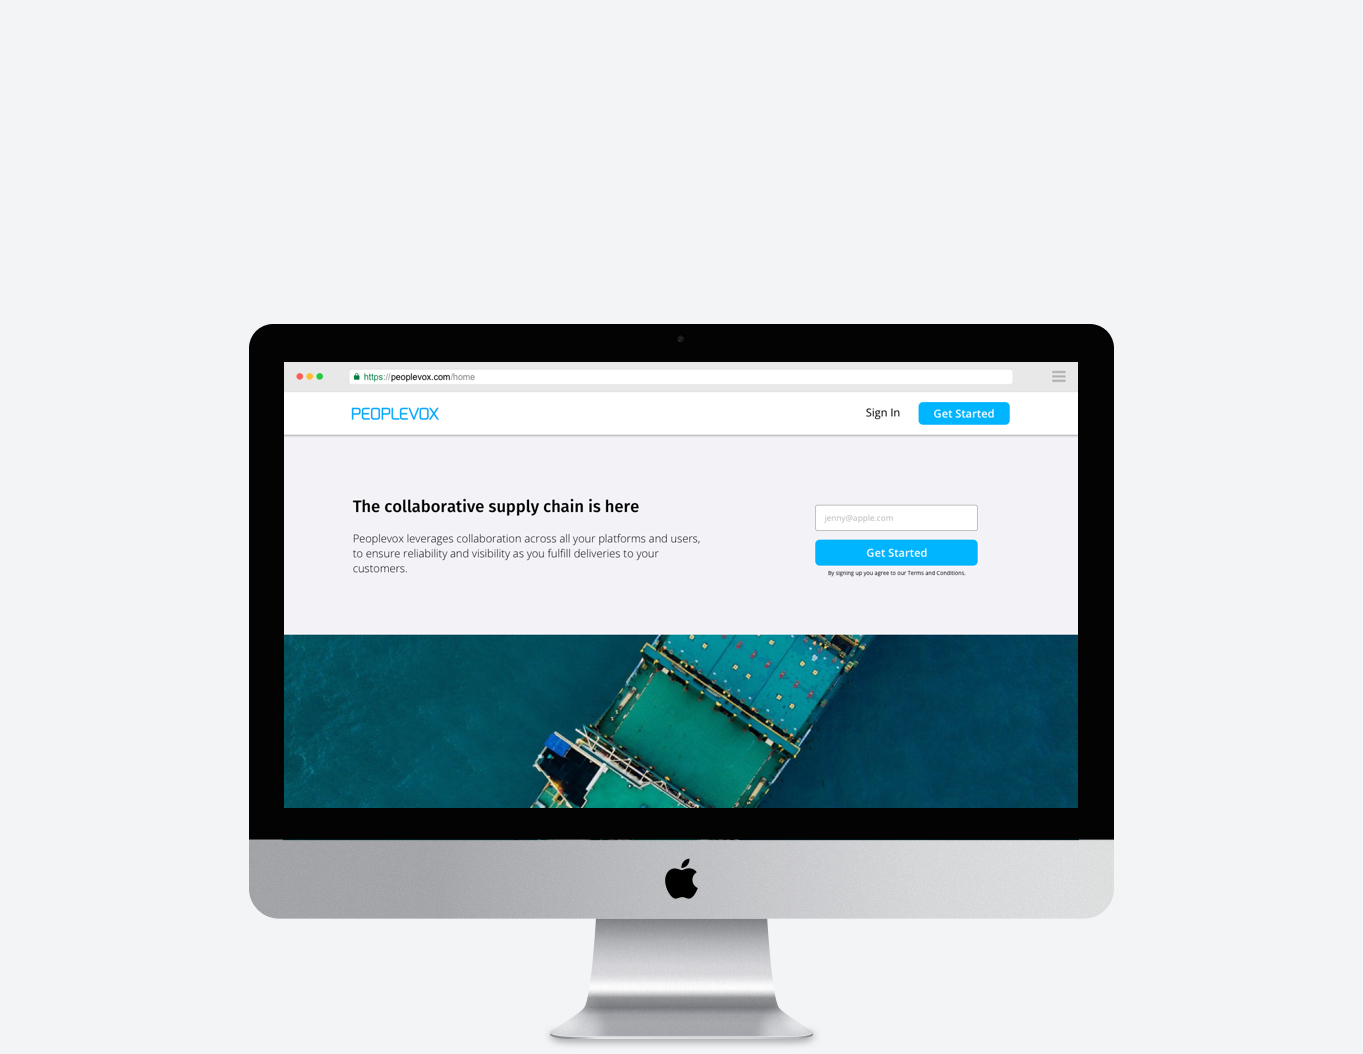 https://peoplevox.com/home
PEOPLEVOX
Sign In
Get Started
The collaborative supply chain is here
Peoplevox leverages collaboration across all your platforms and users,
to ensure reliability and visibility as you fulfill deliveries to your
customers.
jenny@apple.com
Get Started
By signing up you agree to our Terms and Conditions.